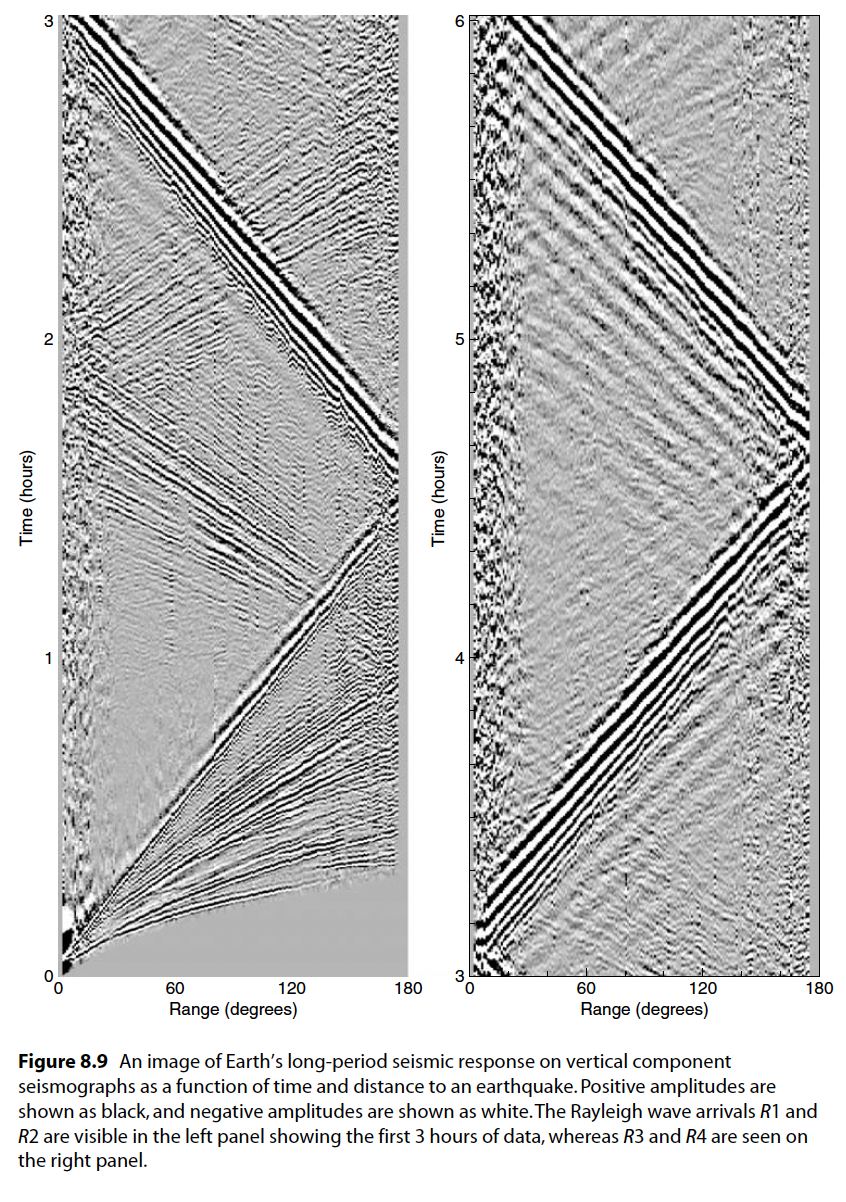 3
2
1
0
Time (hours)
0
60
120
180
Range (degrees)
6
5
4
3
Time (hours)
0
60
120
180
Range (degrees)
Figure 8.9 An image of Earth's long-period seismic response on vertical component
seismographs as a function of time and distance to an earthquake. Positive amplitudes are
shown as black, and negative amplitudes are shown as white. The Rayleigh wave arrivals R1 and
R2 are visible in the left panel showing the first 3 hours of data, whereas R3 and R4 are seen on
the right panel.